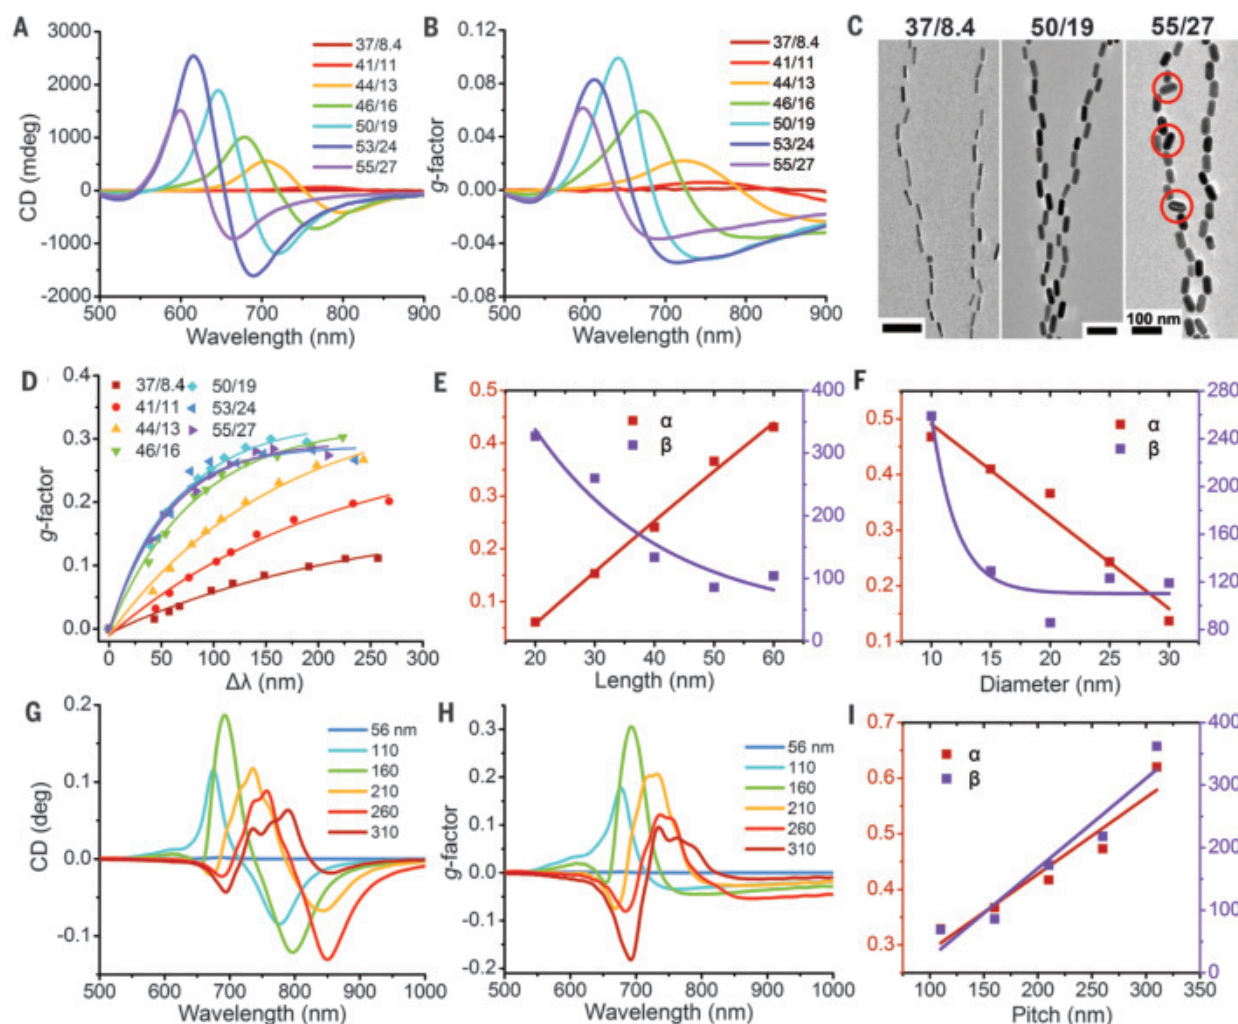 A
3000
2000
1000
0
-1000
-2000
CD (mdeg)
500 600 700 800 900
Wavelength (nm)
37/8.4
41/11
44/13
46/16
50/19
53/24
55/27
B
0.12
0.08
0.04
0.00
-0.04
-0.08
g-factor
500 600 700 800 900
Wavelength (nm)
37/8.4
41/11
44/13
46/16
50/19
53/24
55/27
C
37/8.4 50/19 55/27
100 nm
D
0.4
0.3
0.2
0.1
0.0
g-factor
0 50 100 150 200 250 300
Δλ (nm)
37/8.4 50/19
41/11 53/24
44/13 55/27
46/16
E
0.5
0.4
0.3
0.2
0.1
400
300
200
100
0
20 30 40 50 60
Length (nm)
α
β
F
0.5
0.4
0.3
0.2
0.1
280
240
200
160
120
80
10 15 20 25 30
Diameter (nm)
α
β
G
0.2
0.1
0.0
-0.1
CD (deg)
500 600 700 800 900 1000
Wavelength (nm)
56 nm
110
160
210
260
310
H
0.3
0.2
0.1
0.0
-0.1
-0.2
g-factor
500 600 700 800 900 1000
Wavelength (nm)
56 nm
110
160
210
260
310
I
0.7
0.6
0.5
0.4
0.3
400
300
200
100
0
100 150 200 250 300 350
Pitch (nm)
α
β